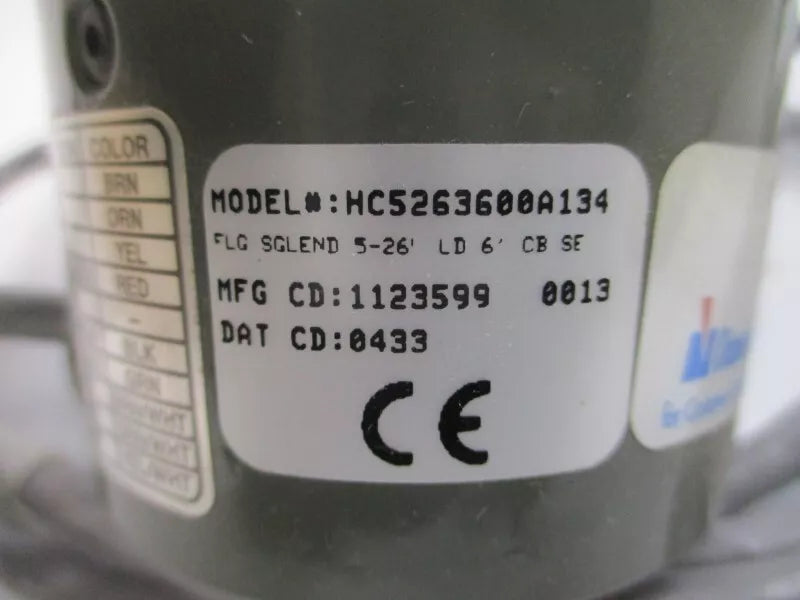 COLOR
BRN
ORN
YEL
RED
-
BLK
GRN
MODEL#:HC5263600A134
FLG SGLEND 5-26' LD 6' CB SE
MFG CD:1123599 0013
DAT CD:0433
CE